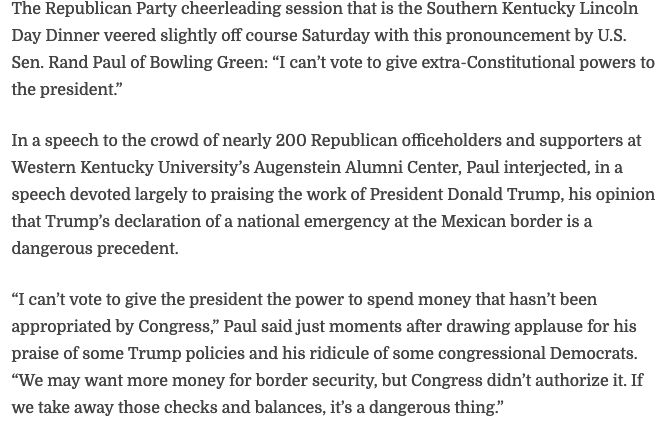 The Republican Party cheerleading session that is the Southern Kentucky Lincoln
Day Dinner veered slightly off course Saturday with this pronouncement by U.S.
Sen. Rand Paul of Bowling Green: “I can’t vote to give extra-Constitutional powers to
the president.”
In a speech to the crowd of nearly 200 Republican officeholders and supporters at
Western Kentucky University’s Augenstein Alumni Center, Paul interjected, in a
speech devoted largely to praising the work of President Donald Trump, his opinion
that Trump’s declaration of a national emergency at the Mexican border is a
dangerous precedent.
“I can’t vote to give the president the power to spend money that hasn’t been
appropriated by Congress,” Paul said just moments after drawing applause for his
praise of some Trump policies and his ridicule of some congressional Democrats.
“We may want more money for border security, but Congress didn’t authorize it. If
we take away those checks and balances, it’s a dangerous thing.”